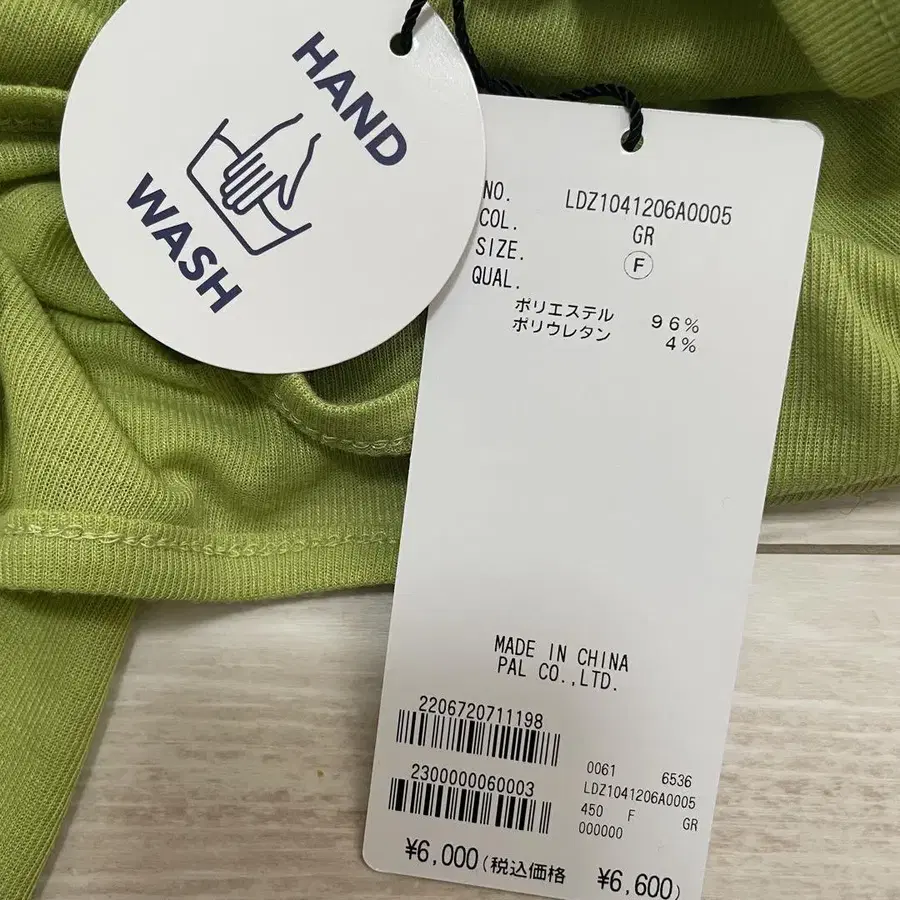 HAND
WASH
NO. LDZ1041206A0005
COL. GR
SIZE. F
QUAL.
ポリエステル 96%
ポリウレタン 4%
MADE IN CHINA
PAL CO.,LTD.
2206720711198
2300000060003
0061 6536
LDZ1041206A0005
450 F GR
000000
¥6,000(税込価格 ¥6,600)